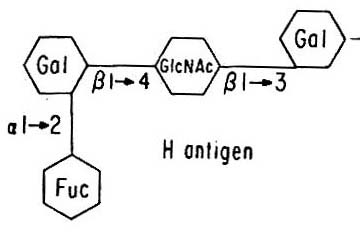 Gal
Gal GlcNAc
β1→4 β1→3
α1→2
H antigen
Fuc